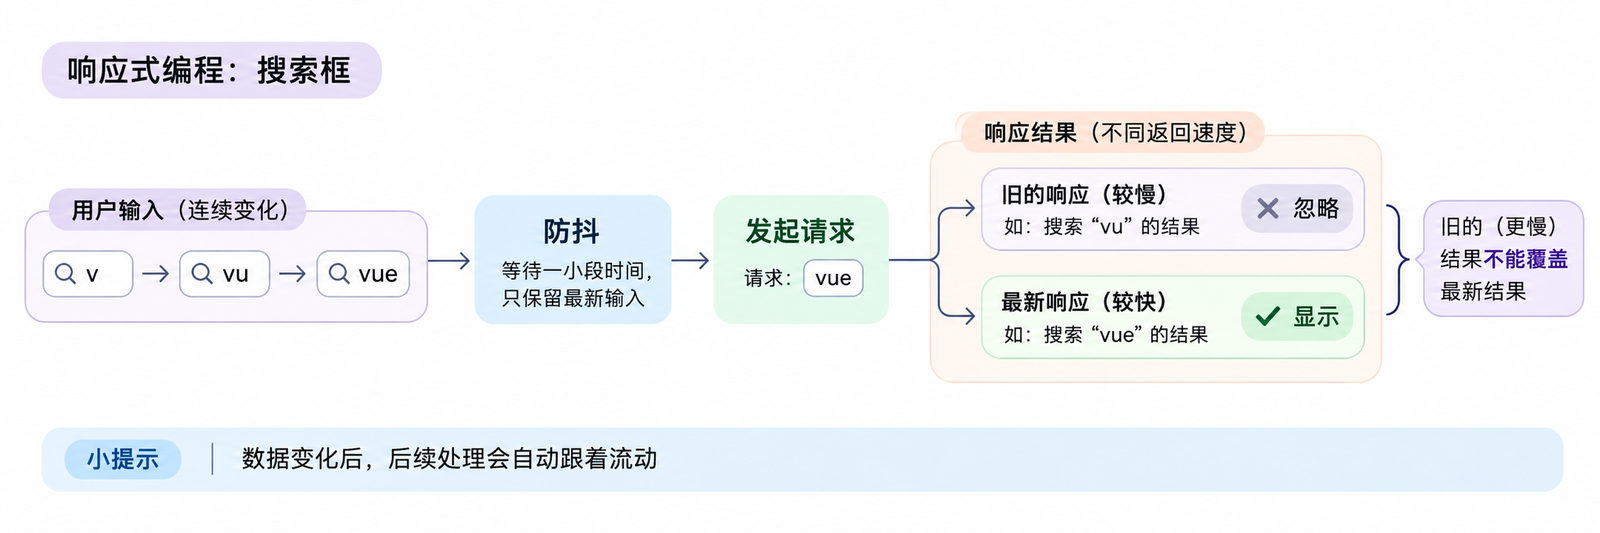 响应式编程：搜索框
用户输入（连续变化）
v
vu
vue
防抖
等待一小段时间，
只保留最新输入
发起请求
请求： vue
响应结果（不同返回速度）
旧的响应（较慢）
如：搜索 “vu” 的结果
忽略
最新响应（较快）
如：搜索 “vue” 的结果
显示
旧的（更慢）
结果不能覆盖
最新结果
小提示
数据变化后，后续处理会自动跟着流动